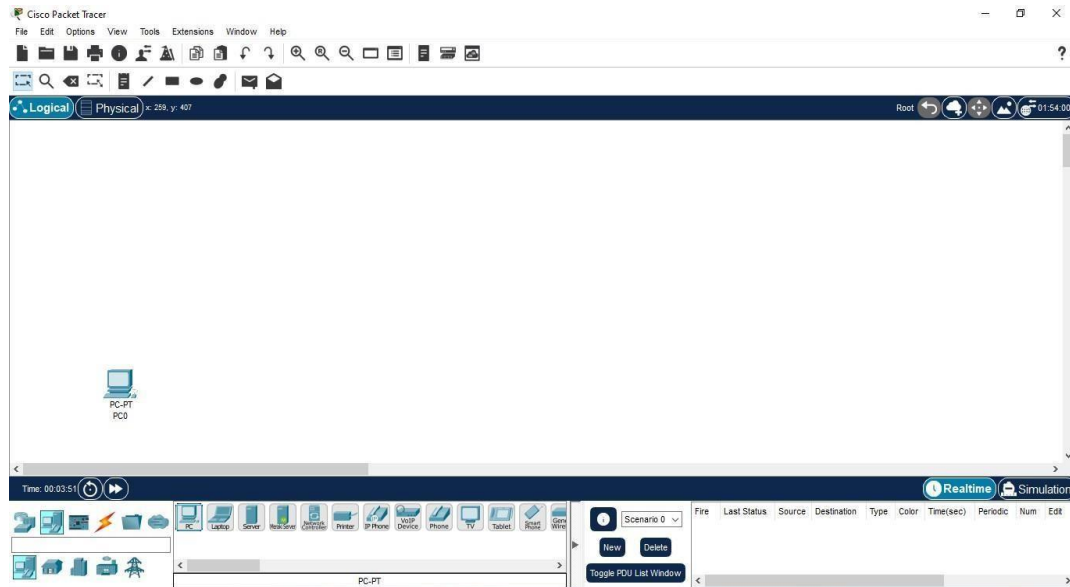 Cisco Packet Tracer
File Edit Options View Tools Extensions Window Help
?
Logical Physical x: 259, y: 407 Root 01:54:00
PC-PT
PC0
Time: 00:03:51 Realtime Simulation
PC Laptop Server Printer IP Phone VoIP Device Phone TV Tablet Smart Phone
Scenario 0 Fire Last Status Source Destination Type Color Time(sec) Periodic Num Edit
New Delete
Toggle PDU List Window
PC-PT